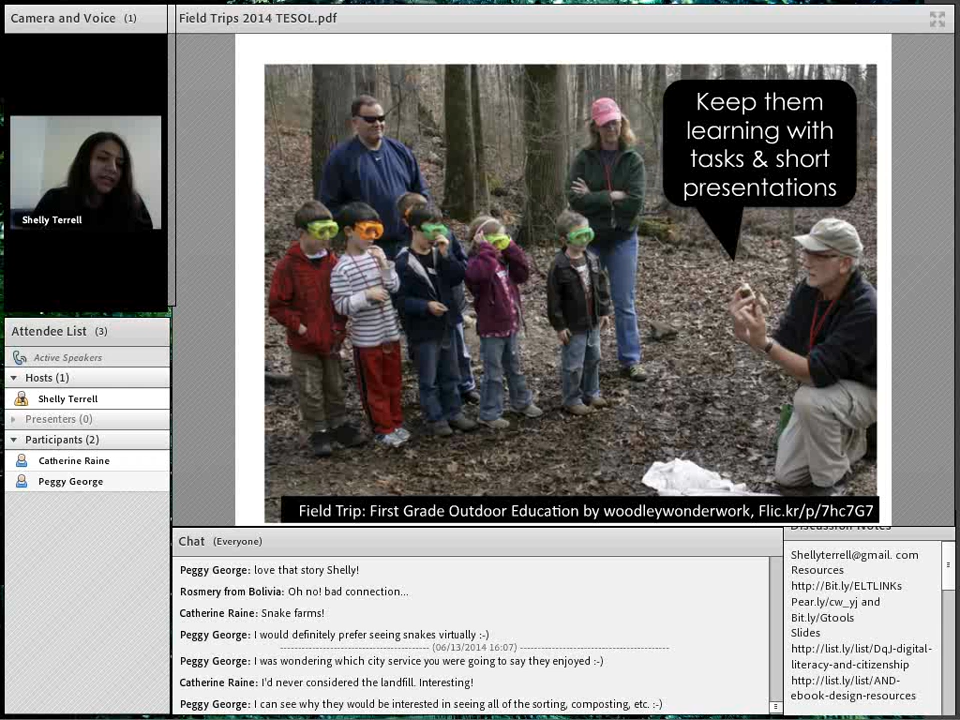 Camera and Voice (1)
Shelly Terrell
Attendee List (3)
Active Speakers
Hosts (1)
Shelly Terrell
Presenters (0)
Participants (2)
Catherine Raine
Peggy George
Field Trips 2014 TESOL.pdf
Keep them
learning with
tasks & short
presentations
Field Trip: First Grade Outdoor Education by woodleywonderwork, Flic.kr/p/7hc7G7
Chat (Everyone)
Peggy George: love that story Shelly!
Rosmery from Bolivia: Oh no! bad connection...
Catherine Raine: Snake farms!
Peggy George: I would definitely prefer seeing snakes virtually :-)
(06/13/2014 16:07)
Peggy George: I was wondering which city service you were going to say they enjoyed :-)
Catherine Raine: I'd never considered the landfill. Interesting!
Peggy George: I can see why they would be interested in seeing all of the sorting, composting, etc. :-)
Discussion Notes
Shellyterrell@gmail. com
Resources
http://Bit.ly/ELTLINKs
Pear.ly/cw_yj and
Bit.ly/Gtools
Slides
http://list.ly/list/DqJ-digital-
literacy-and-citizenship
http://list.ly/list/AND-
ebook-design-resources